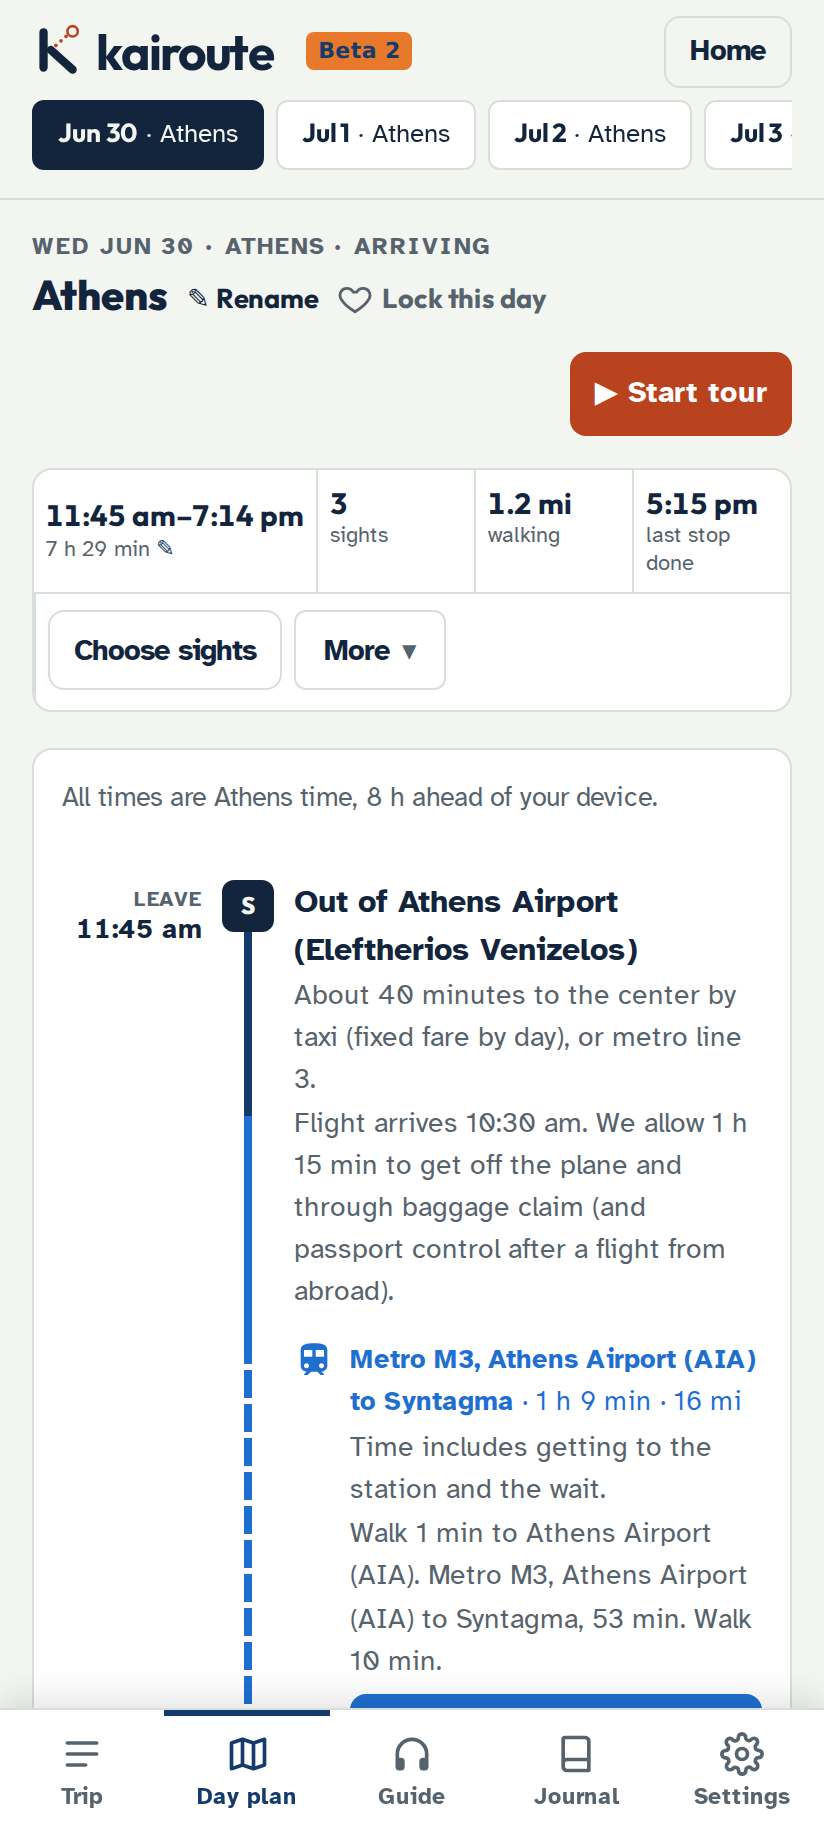 kairoute Beta 2 Home
Jun 30 · Athens Jul 1 · Athens Jul 2 · Athens Jul 3 ·
WED JUN 30 · ATHENS · ARRIVING
Athens ✎ Rename Lock this day
▶ Start tour
11:45 am–7:14 pm
7 h 29 min ✎
3
sights
1.2 mi
walking
5:15 pm
last stop
done
Choose sights More ▼
All times are Athens time, 8 h ahead of your device.
LEAVE
11:45 am
S
Out of Athens Airport
(Eleftherios Venizelos)
About 40 minutes to the center by
taxi (fixed fare by day), or metro line
3.
Flight arrives 10:30 am. We allow 1 h
15 min to get off the plane and
through baggage claim (and
passport control after a flight from
abroad).
Metro M3, Athens Airport (AIA)
to Syntagma · 1 h 9 min · 16 mi
Time includes getting to the
station and the wait.
Walk 1 min to Athens Airport
(AIA). Metro M3, Athens Airport
(AIA) to Syntagma, 53 min. Walk
10 min.
Trip Day plan Guide Journal Settings